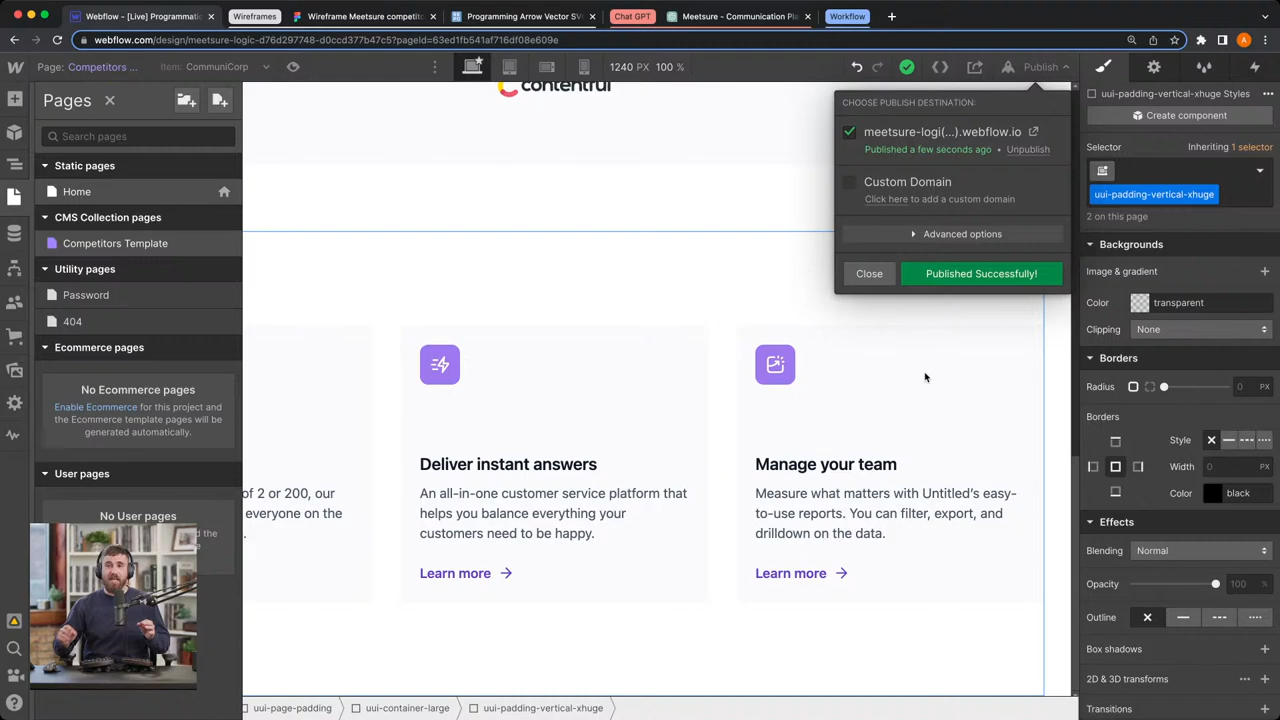 Webflow - [Live] Programmati
Wireframes
Wireframe Meetsure competito
Programming Arrow Vector SV
Chat GPT
Meetsure - Communication Pla
Workflow
webflow.com/design/meetsure-logic-d76d297748-d0ccd377b47c5?pageId=63ed1fb541af716df08e609e
A
Page: Competitors ...
Item: CommuniCorp
1240 PX 100 %
Publish
Pages
Search pages
Static pages
Home
CMS Collection pages
Competitors Template
Utility pages
Password
404
Ecommerce pages
No Ecommerce pages
Enable Ecommerce for this project and
the Ecommerce template pages will be
generated automatically.
User pages
No User pages
contentful
CHOOSE PUBLISH DESTINATION:
meetsure-logi(...).webflow.io
Published a few seconds ago • Unpublish
Custom Domain
Click here to add a custom domain
Advanced options
Close
Published Successfully!
of 2 or 200, our
everyone on the
Deliver instant answers
An all-in-one customer service platform that
helps you balance everything your
customers need to be happy.
Learn more
Manage your team
Measure what matters with Untitled's easy-
to-use reports. You can filter, export, and
drilldown on the data.
Learn more
uui-page-padding
uui-container-large
uui-padding-vertical-xhuge
uui-padding-vertical-xhuge Styles
Create component
Selector
Inheriting 1 selector
uui-padding-vertical-xhuge
2 on this page
Backgrounds
Image & gradient
Color
transparent
Clipping
None
Borders
Radius
0 PX
Borders
Style
Width
0 PX
Color
black
Effects
Blending
Normal
Opacity
100 %
Outline
Box shadows
2D & 3D transforms
Transitions